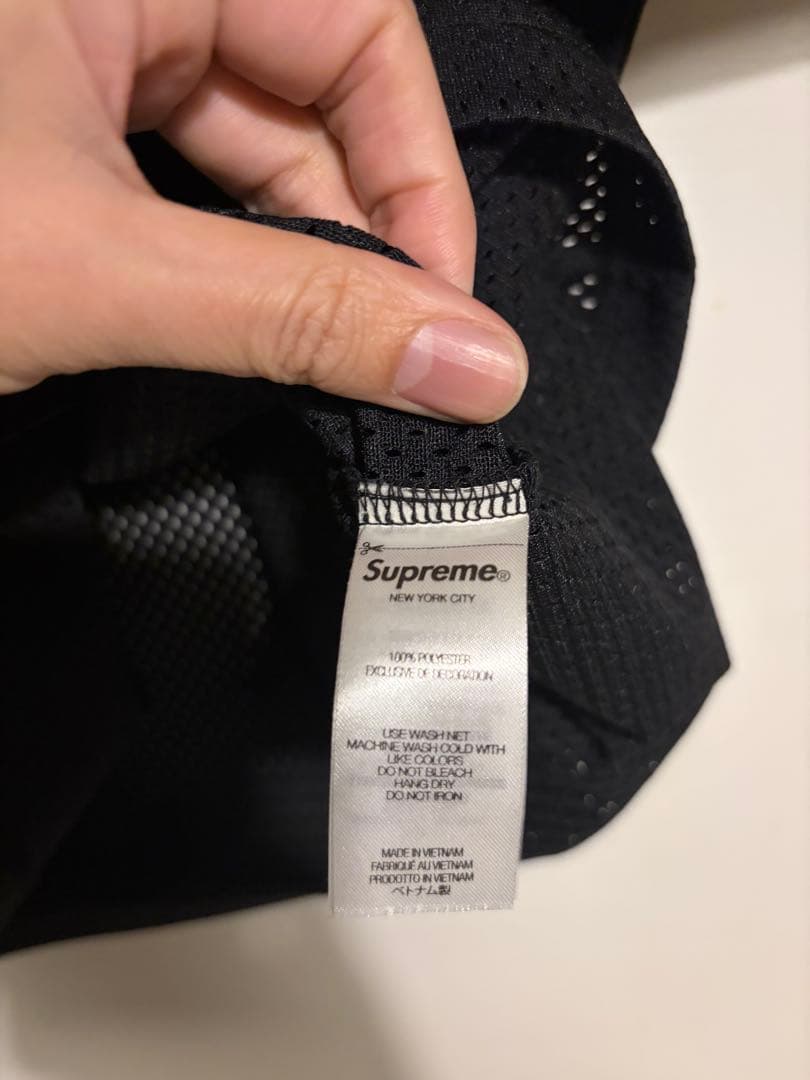 Supreme®
NEW YORK CITY
100% POLYESTER
EXCLUSIVE OF DECORATION
USE WASH NET
MACHINE WASH COLD WITH
LIKE COLORS
DO NOT BLEACH
HANG DRY
DO NOT IRON
MADE IN VIETNAM
FABRIQUÉ AU VIETNAM
PRODOTTO IN VIETNAM
ベトナム製